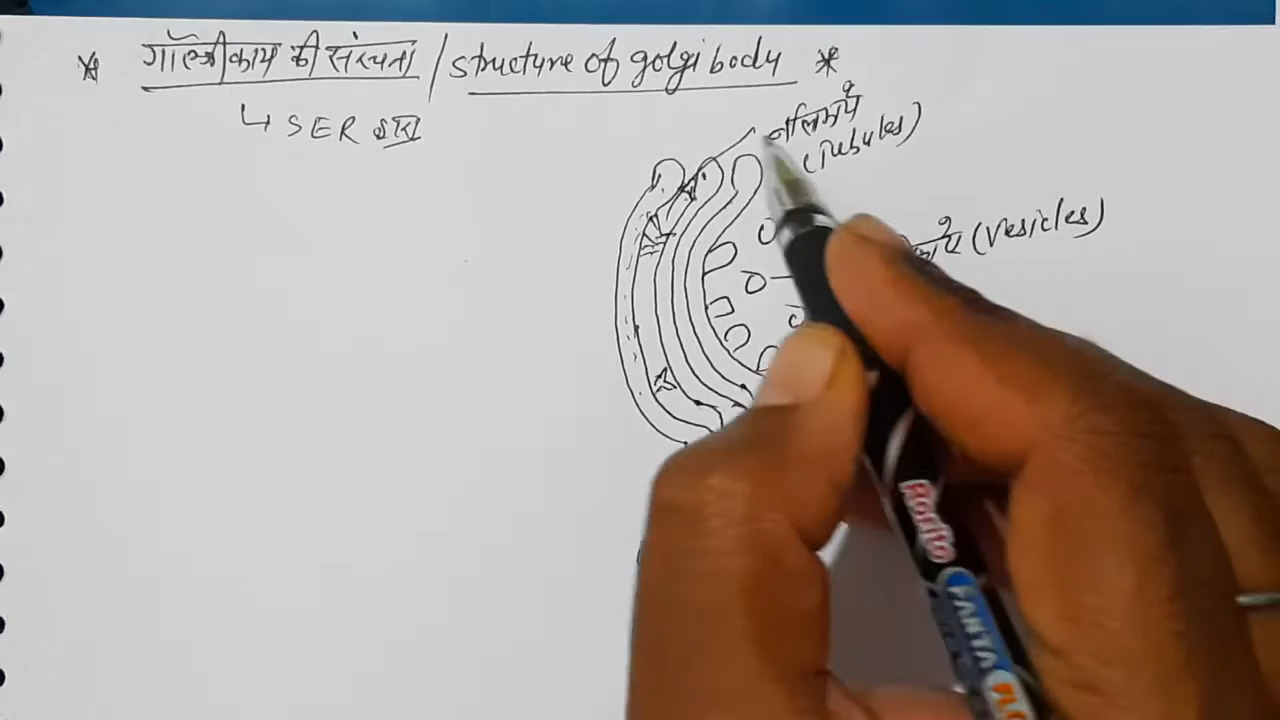 * गॉल्जीकाय की संरचना / structure of golgi body *
↳ SER द्वारा
नलिकाएँ
(Tubules)
(vesicles)
Rorito
FANTA